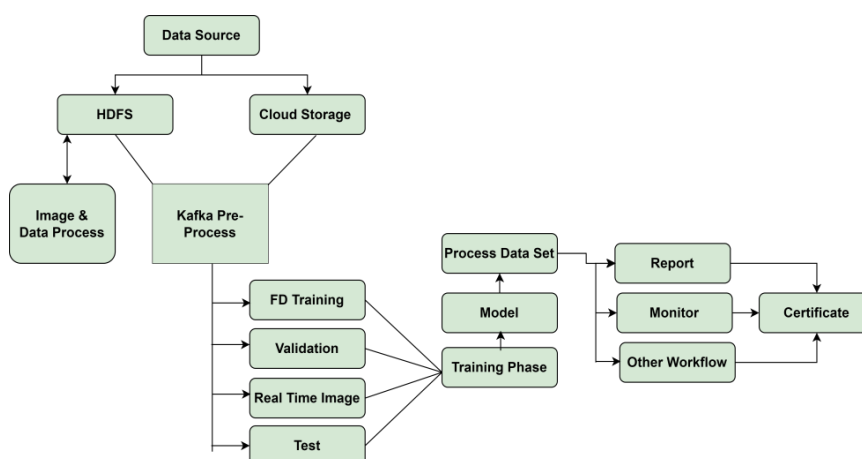 Data Source
HDFS
Cloud Storage
Image &
Data Process
Kafka Pre-
Process
Process Data Set
Report
FD Training
Model
Monitor
Certificate
Validation
Training Phase
Other Workflow
Real Time Image
Test